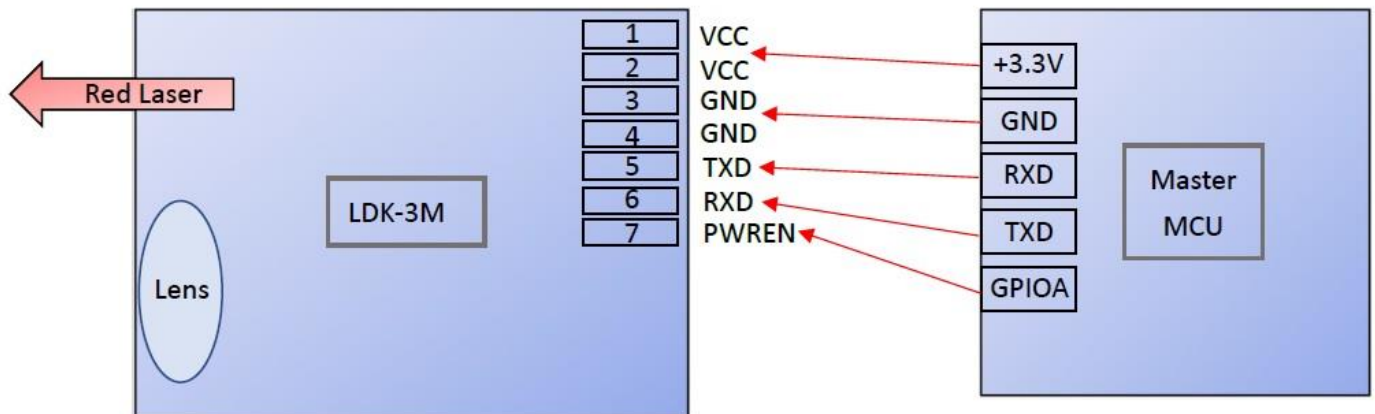 Red Laser
Lens
LDK-3M
1
2
3
4
5
6
7
VCC
VCC
GND
GND
TXD
RXD
PWREN
+3.3V
GND
RXD
TXD
GPIOA
Master
MCU